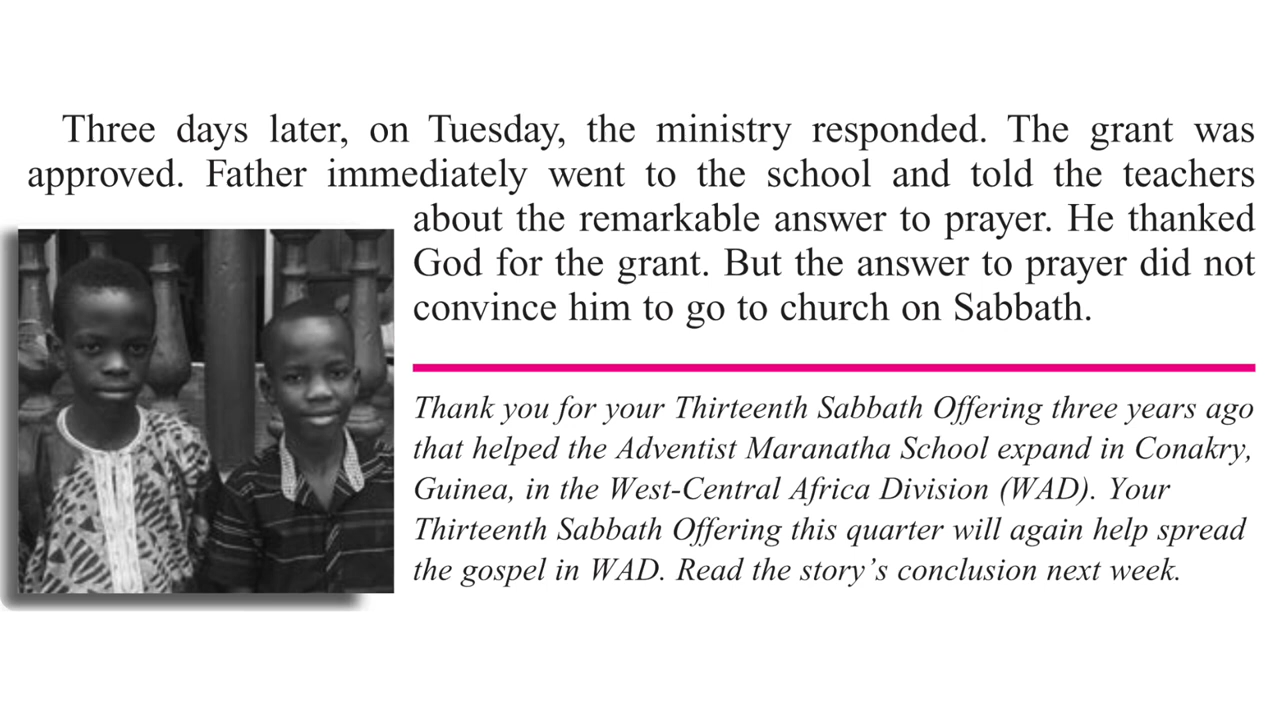 Three days later, on Tuesday, the ministry responded. The grant was
approved. Father immediately went to the school and told the teachers
about the remarkable answer to prayer. He thanked
God for the grant. But the answer to prayer did not
convince him to go to church on Sabbath.
Thank you for your Thirteenth Sabbath Offering three years ago
that helped the Adventist Maranatha School expand in Conakry,
Guinea, in the West-Central Africa Division (WAD). Your
Thirteenth Sabbath Offering this quarter will again help spread
the gospel in WAD. Read the story’s conclusion next week.